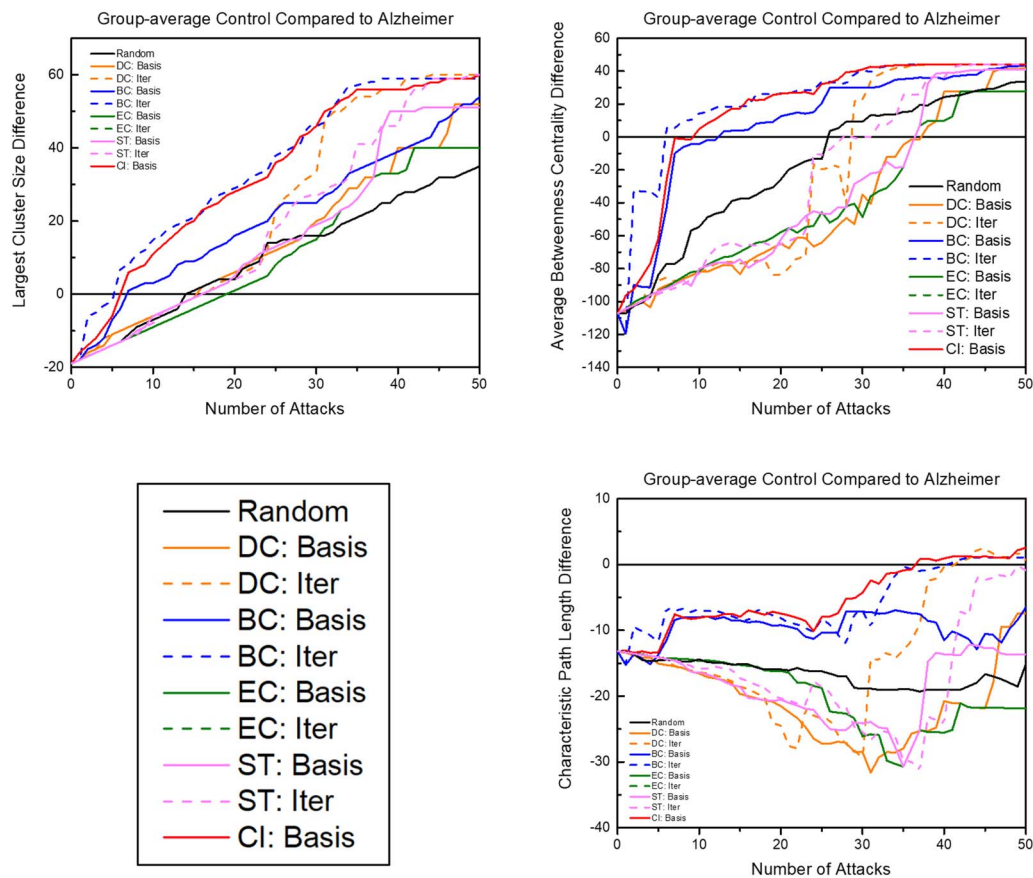 Group-average Control Compared to Alzheimer
60
40
20
0
-20
Largest Cluster Size Difference
Random
DC: Basis
DC: Iter
BC: Basis
BC: Iter
EC: Basis
EC: Iter
ST: Basis
ST: Iter
CI: Basis
0 10 20 30 40 50
Number of Attacks
Group-average Control Compared to Alzheimer
60
40
20
0
-20
-40
-60
-80
-100
-120
-140
Average Betweenness Centrality Difference
Random
DC: Basis
DC: Iter
BC: Basis
BC: Iter
EC: Basis
EC: Iter
ST: Basis
ST: Iter
CI: Basis
0 10 20 30 40 50
Number of Attacks
Random
DC: Basis
DC: Iter
BC: Basis
BC: Iter
EC: Basis
EC: Iter
ST: Basis
ST: Iter
CI: Basis
Group-average Control Compared to Alzheimer
10
0
-10
-20
-30
-40
Characteristic Path Length Difference
Random
DC: Basis
DC: Iter
BC: Basis
BC: Iter
EC: Basis
EC: Iter
ST: Basis
ST: Iter
CI: Basis
0 10 20 30 40 50
Number of Attacks